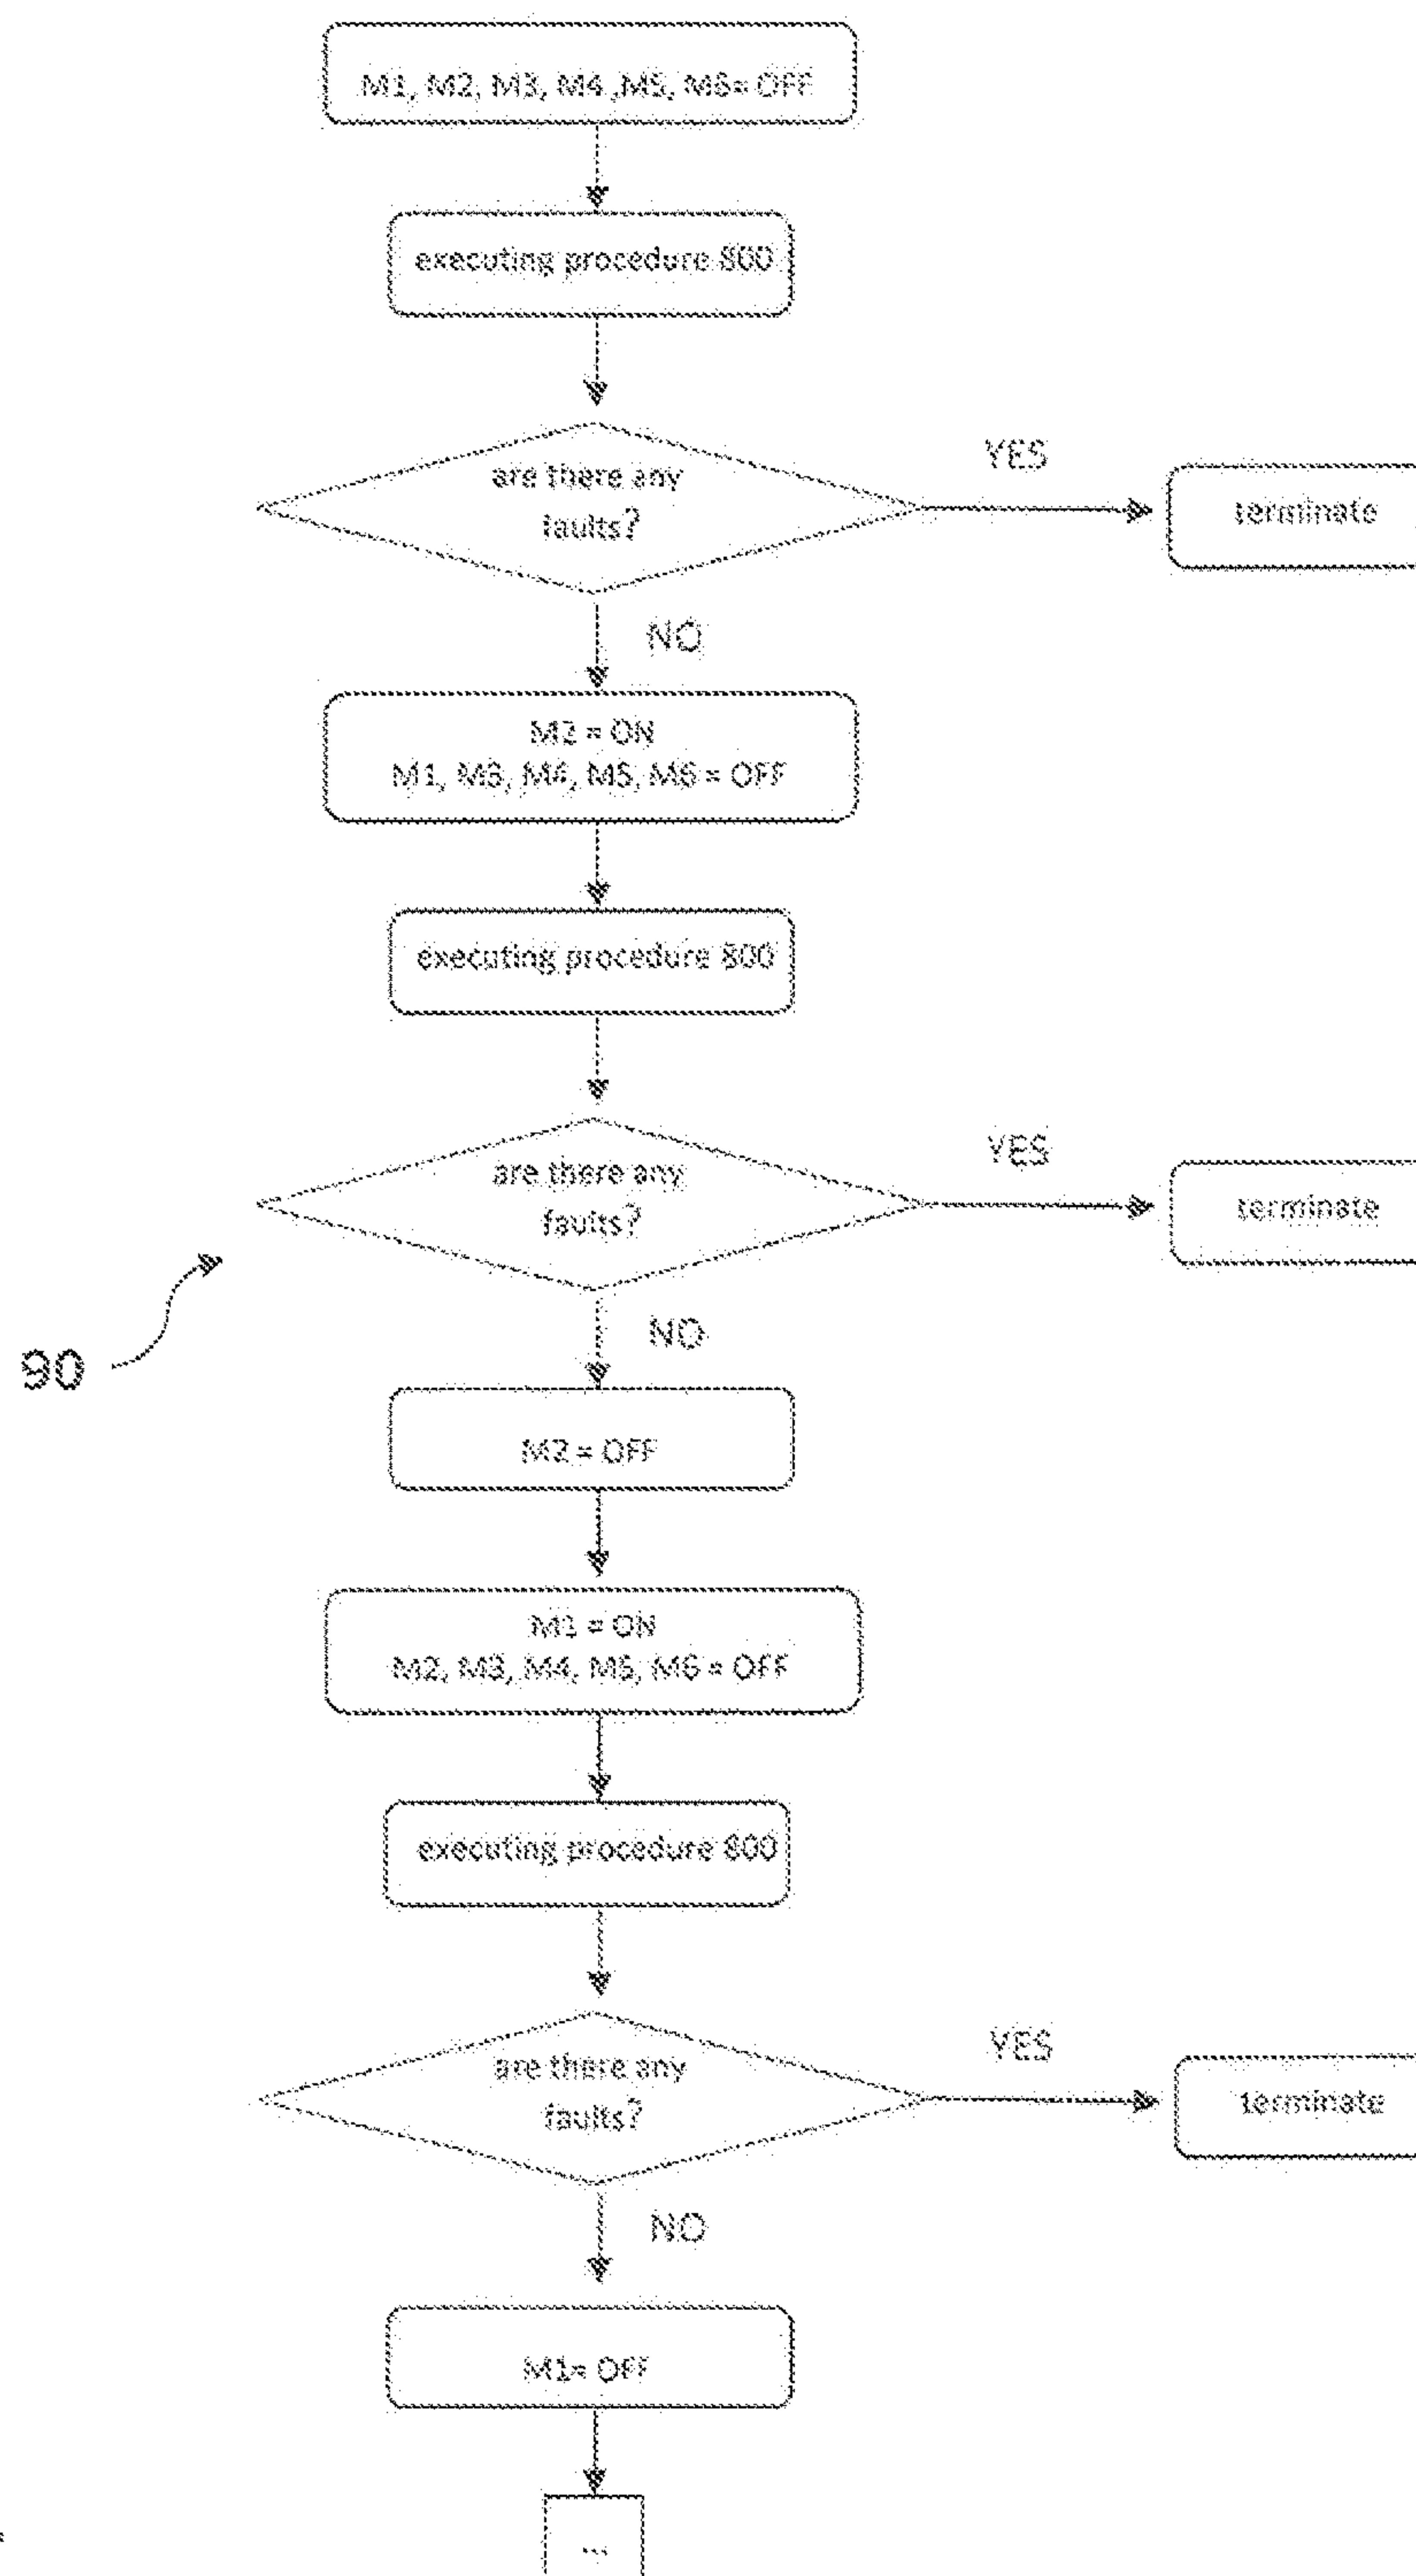 M1, M2, M3, M4 ,M5, M6= OFF
executing procedure 800
are there any
faults?
YES
terminate
NO
M2 = ON
M1, M3, M4, M5, M6 = OFF
executing procedure 800
are there any
faults?
YES
terminate
90
NO
M2 = OFF
M1 = ON
M2, M3, M4, M5, M6 = OFF
executing procedure 800
are there any
faults?
YES
terminate
NO
M1= OFF
...